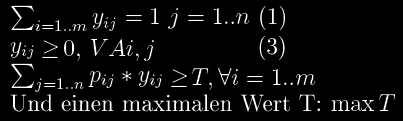 ∑_{i=1..m} y_{ij} = 1 j = 1..n (1)
y_{ij} ≥ 0, VAi, j (3)
∑_{j=1..n} p_{ij} * y_{ij} ≥ T, ∀i = 1..m
Und einen maximalen Wert T: max T